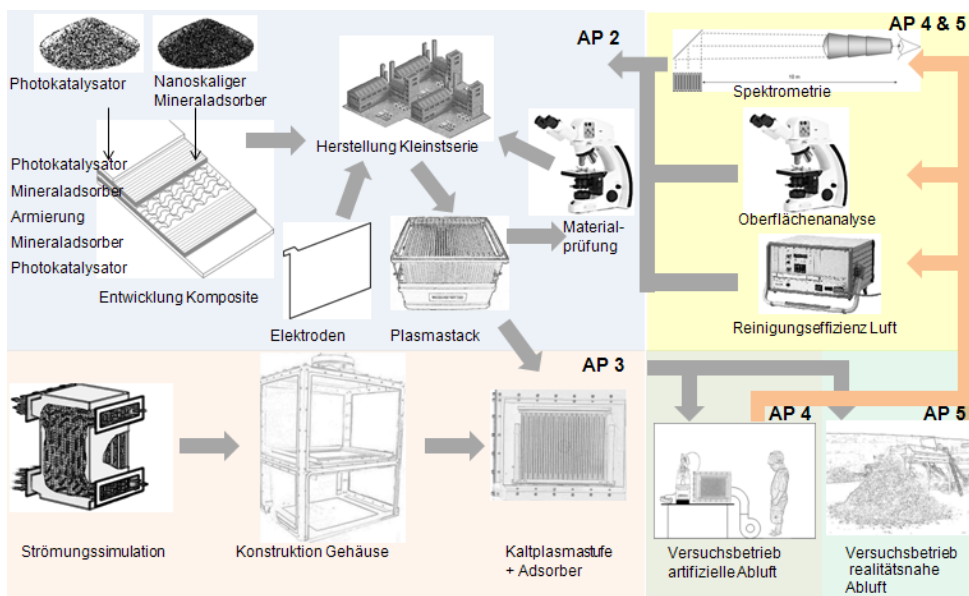 AP 2
Photokatalysator
Nanoskaliger
Mineraladsorber
Herstellung Kleinstserie
Photokatalysator
Mineraladsorber
Armierung
Mineraladsorber
Photokatalysator
Entwicklung Komposite
Material-
prüfung
Elektroden
Plasmastack
AP 4 & 5
10 m
Spektrometrie
Oberflächenanalyse
Reinigungseffizienz Luft
AP 3
Strömungssimulation
Konstruktion Gehäuse
Kaltplasmastufe
+ Adsorber
AP 4
Versuchsbetrieb
artifizielle Abluft
AP 5
Versuchsbetrieb
realitätsnahe
Abluft